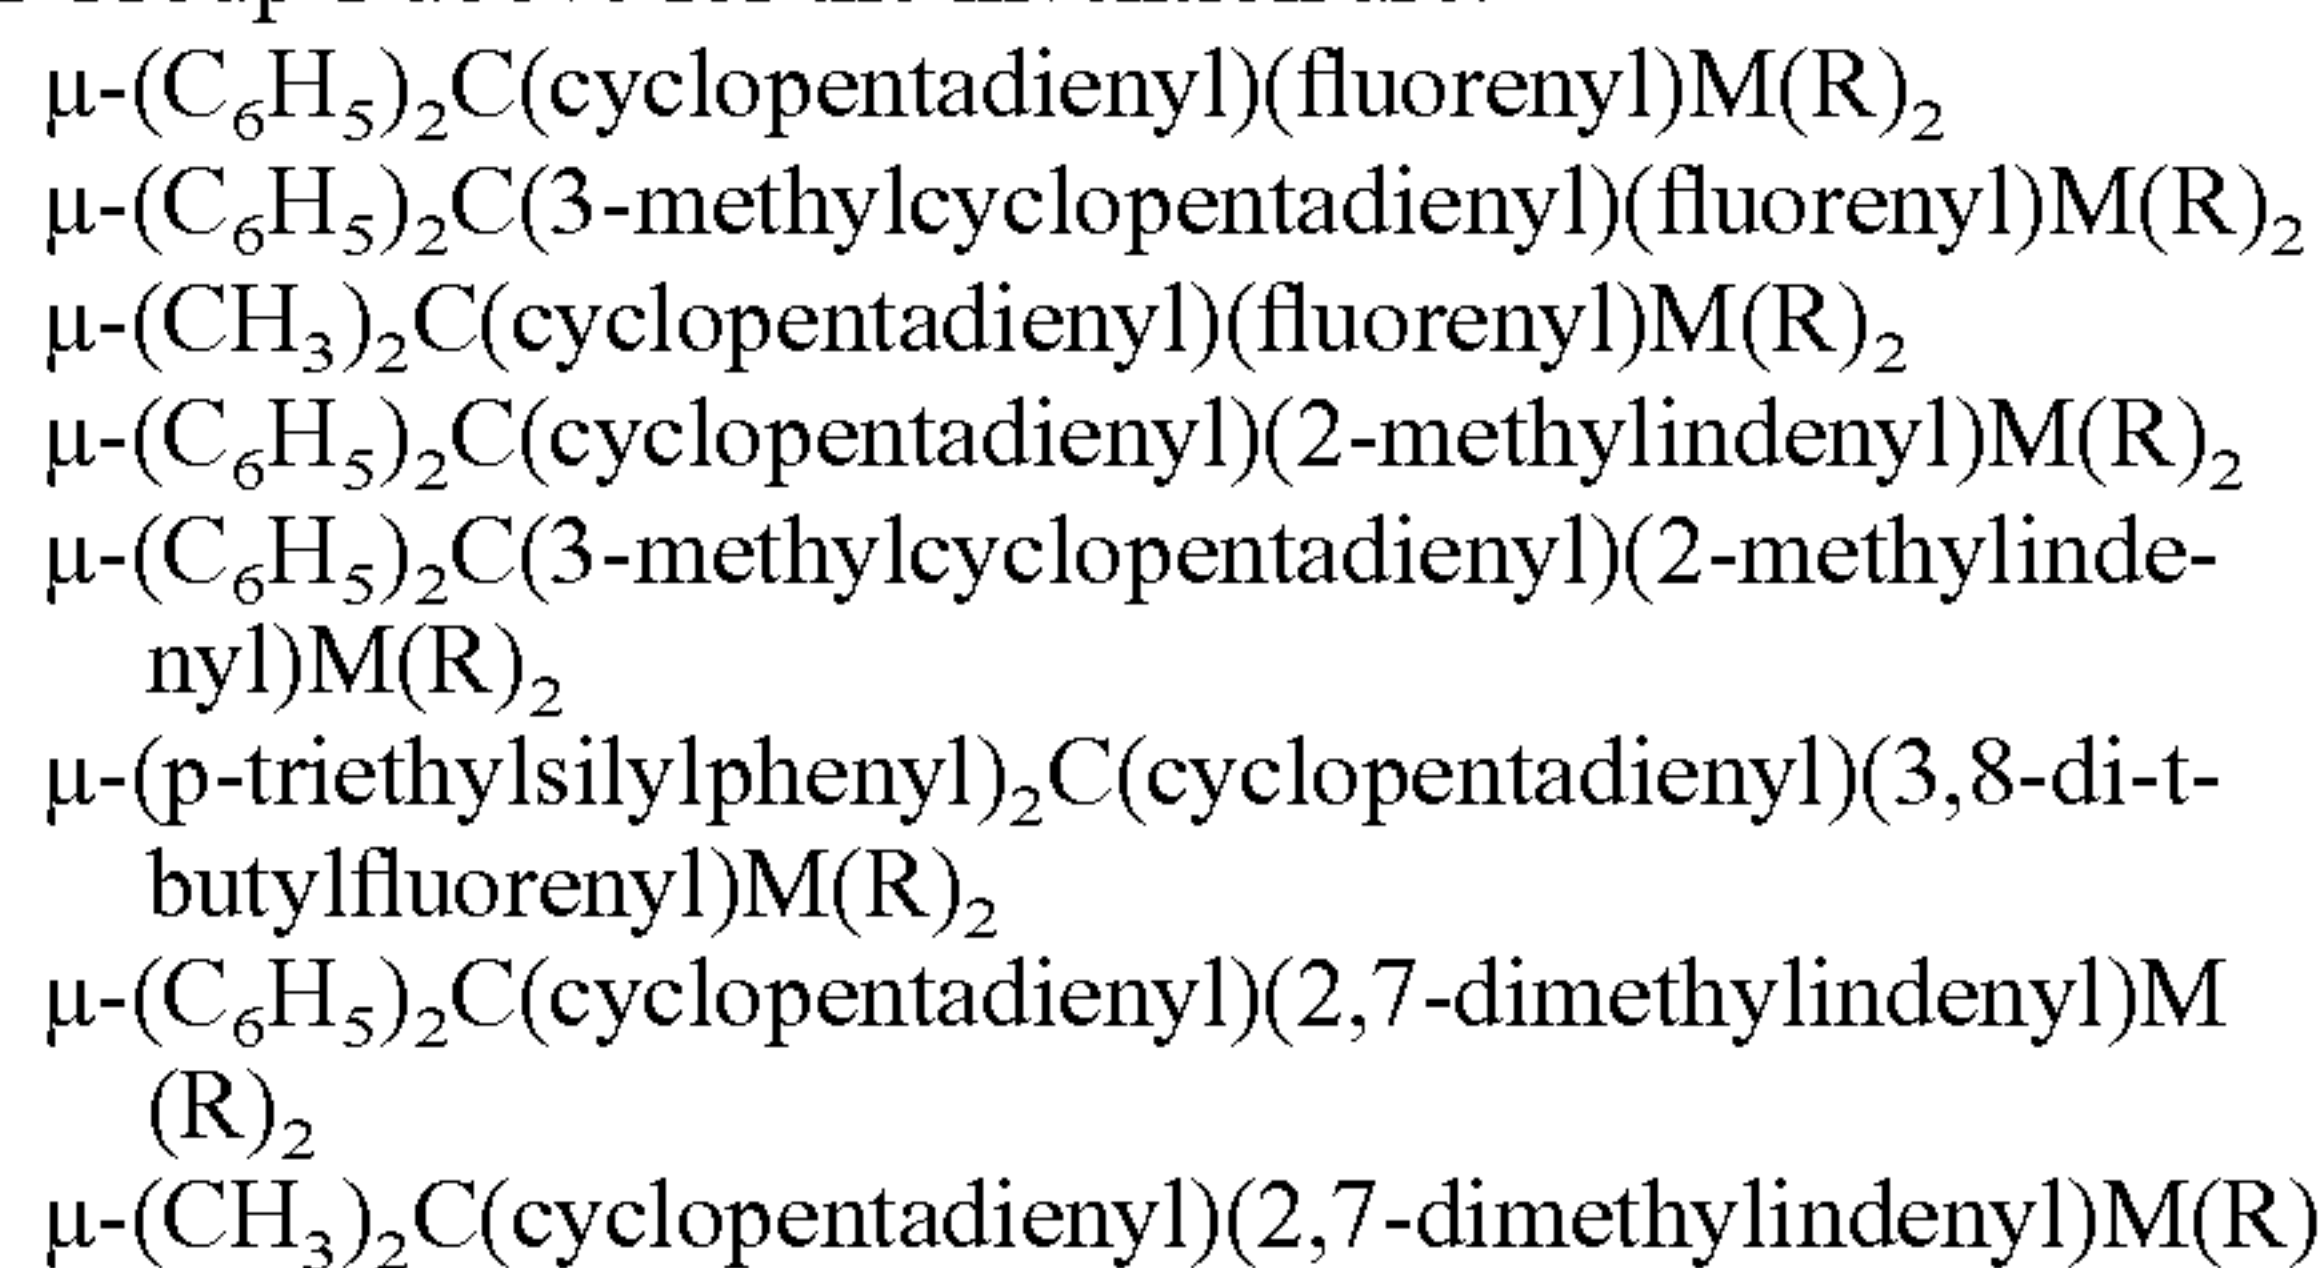 μ-(C₆H₅)₂C(cyclopentadienyl)(fluorenyl)M(R)₂
μ-(C₆H₅)₂C(3-methylcyclopentadienyl)(fluorenyl)M(R)₂
μ-(CH₃)₂C(cyclopentadienyl)(fluorenyl)M(R)₂
μ-(C₆H₅)₂C(cyclopentadienyl)(2-methylindenyl)M(R)₂
μ-(C₆H₅)₂C(3-methylcyclopentadienyl)(2-methylinde-
nyl)M(R)₂
μ-(p-triethylsilylphenyl)₂C(cyclopentadienyl)(3,8-di-t-
butylfluorenyl)M(R)₂
μ-(C₆H₅)₂C(cyclopentadienyl)(2,7-dimethylindenyl)M
(R)₂
μ-(CH₃)₂C(cyclopentadienyl)(2,7-dimethylindenyl)M(R)